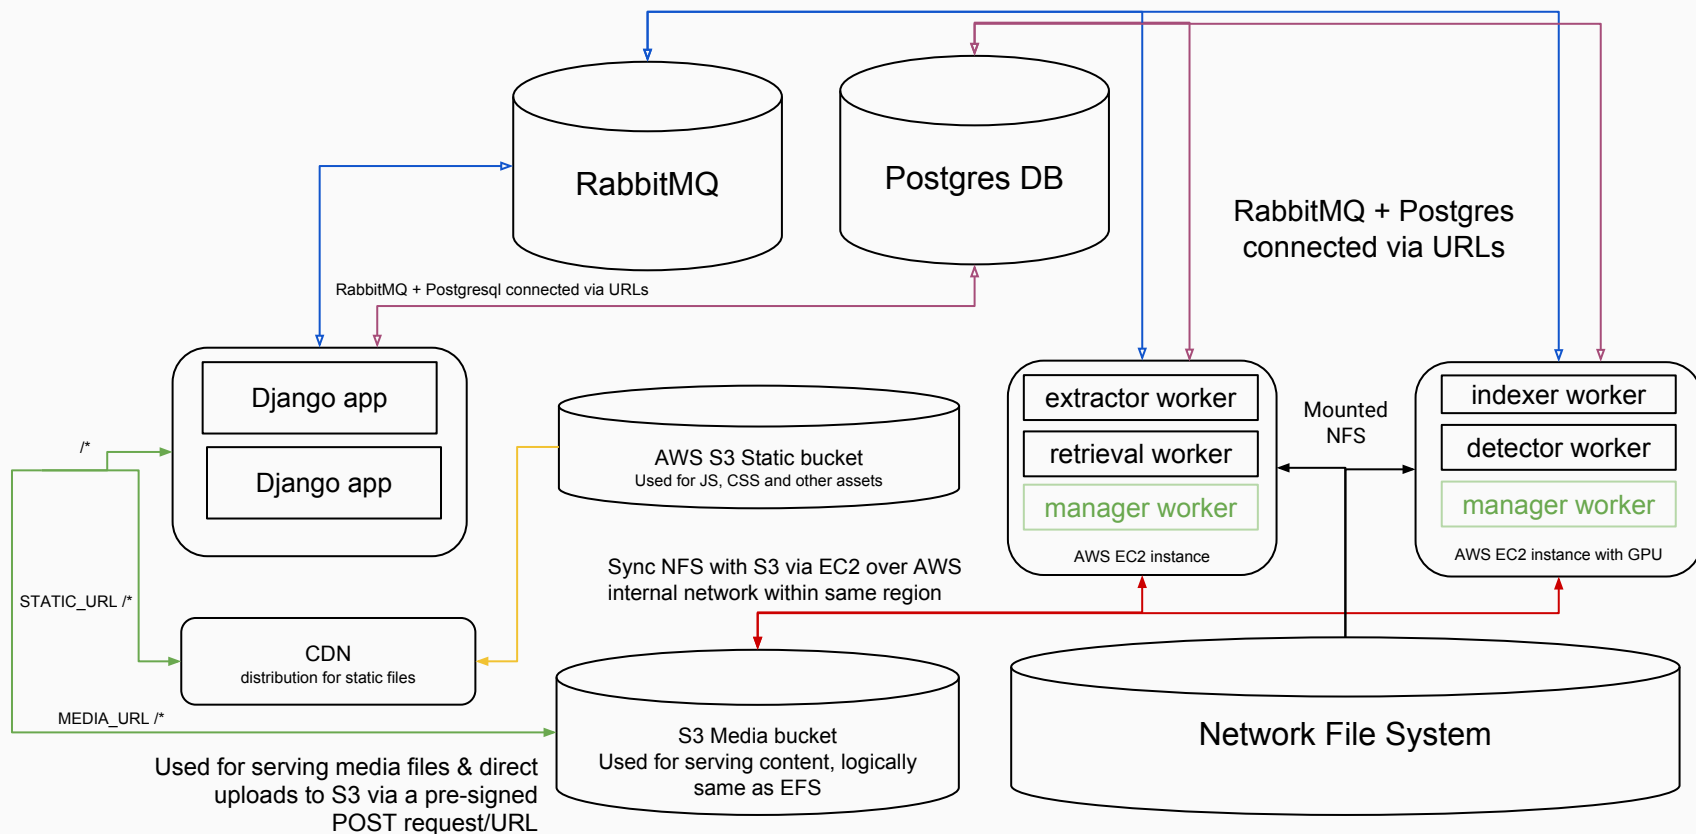 RabbitMQ
Postgres DB
RabbitMQ + Postgres
connected via URLs
RabbitMQ + Postgresql connected via URLs
Django app
Django app
/*
STATIC_URL /*
MEDIA_URL /*
AWS S3 Static bucket
Used for JS, CSS and other assets
extractor worker
retrieval worker
manager worker
AWS EC2 instance
Mounted
NFS
indexer worker
detector worker
manager worker
AWS EC2 instance with GPU
Sync NFS with S3 via EC2 over AWS
internal network within same region
CDN
distribution for static files
S3 Media bucket
Used for serving content, logically
same as EFS
Network File System
Used for serving media files & direct
uploads to S3 via a pre-signed
POST request/URL